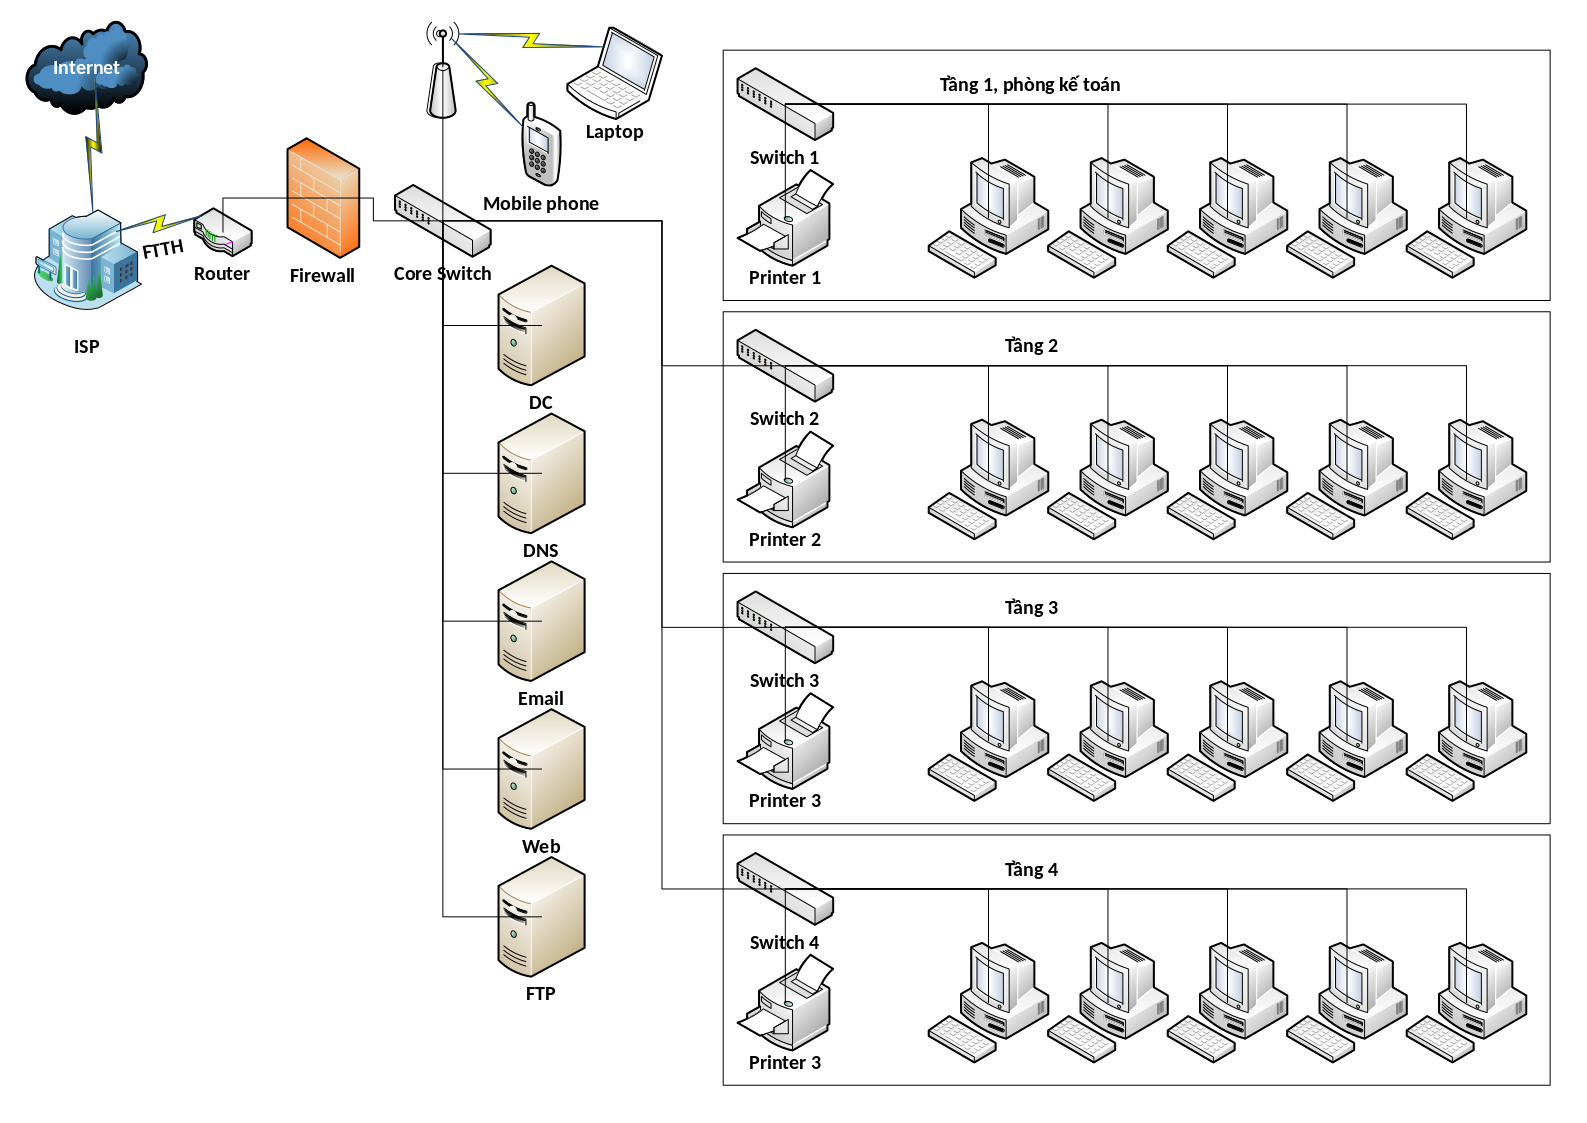 Internet
Laptop
Mobile phone
FTTH
Router
Firewall
Core Switch
ISP
DC
DNS
Email
Web
FTP
Tầng 1, phòng kế toán
Switch 1
Printer 1
Tầng 2
Switch 2
Printer 2
Tầng 3
Switch 3
Printer 3
Tầng 4
Switch 4
Printer 3